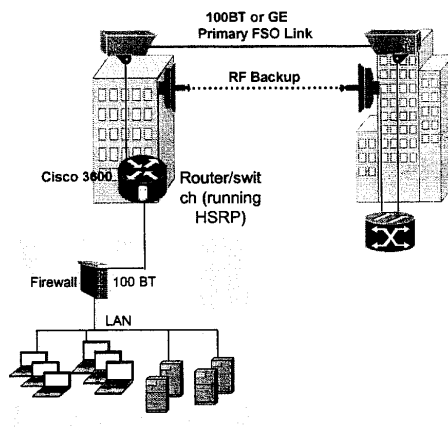 100BT or GE
Primary FSO Link
RF Backup
Cisco 3600
Router/swit
ch (running
HSRP)
Firewall
100 BT
LAN